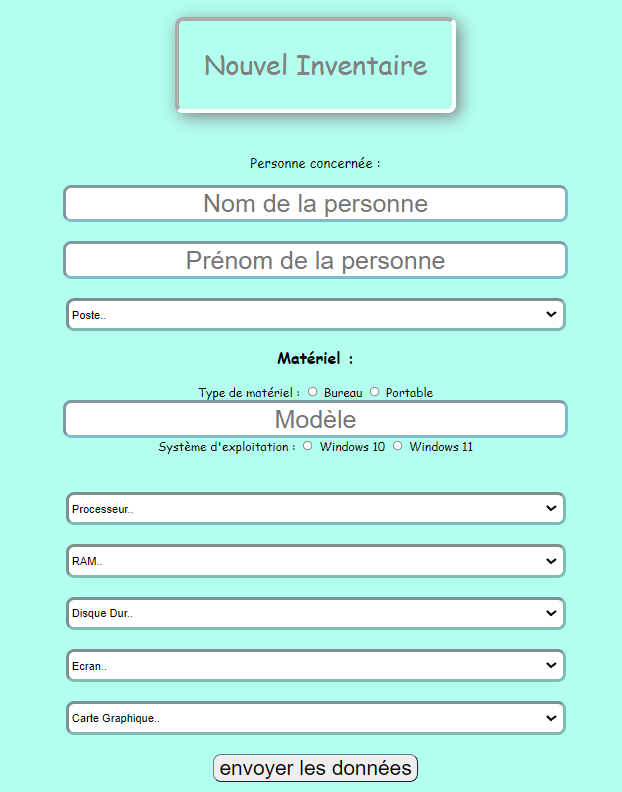 Nouvel Inventaire
Personne concernée :
Nom de la personne
Prénom de la personne
Poste..
Matériel :
Type de matériel : Bureau Portable
Modèle
Système d'exploitation : Windows 10 Windows 11
Processeur..
RAM..
Disque Dur..
Ecran..
Carte Graphique..
envoyer les données